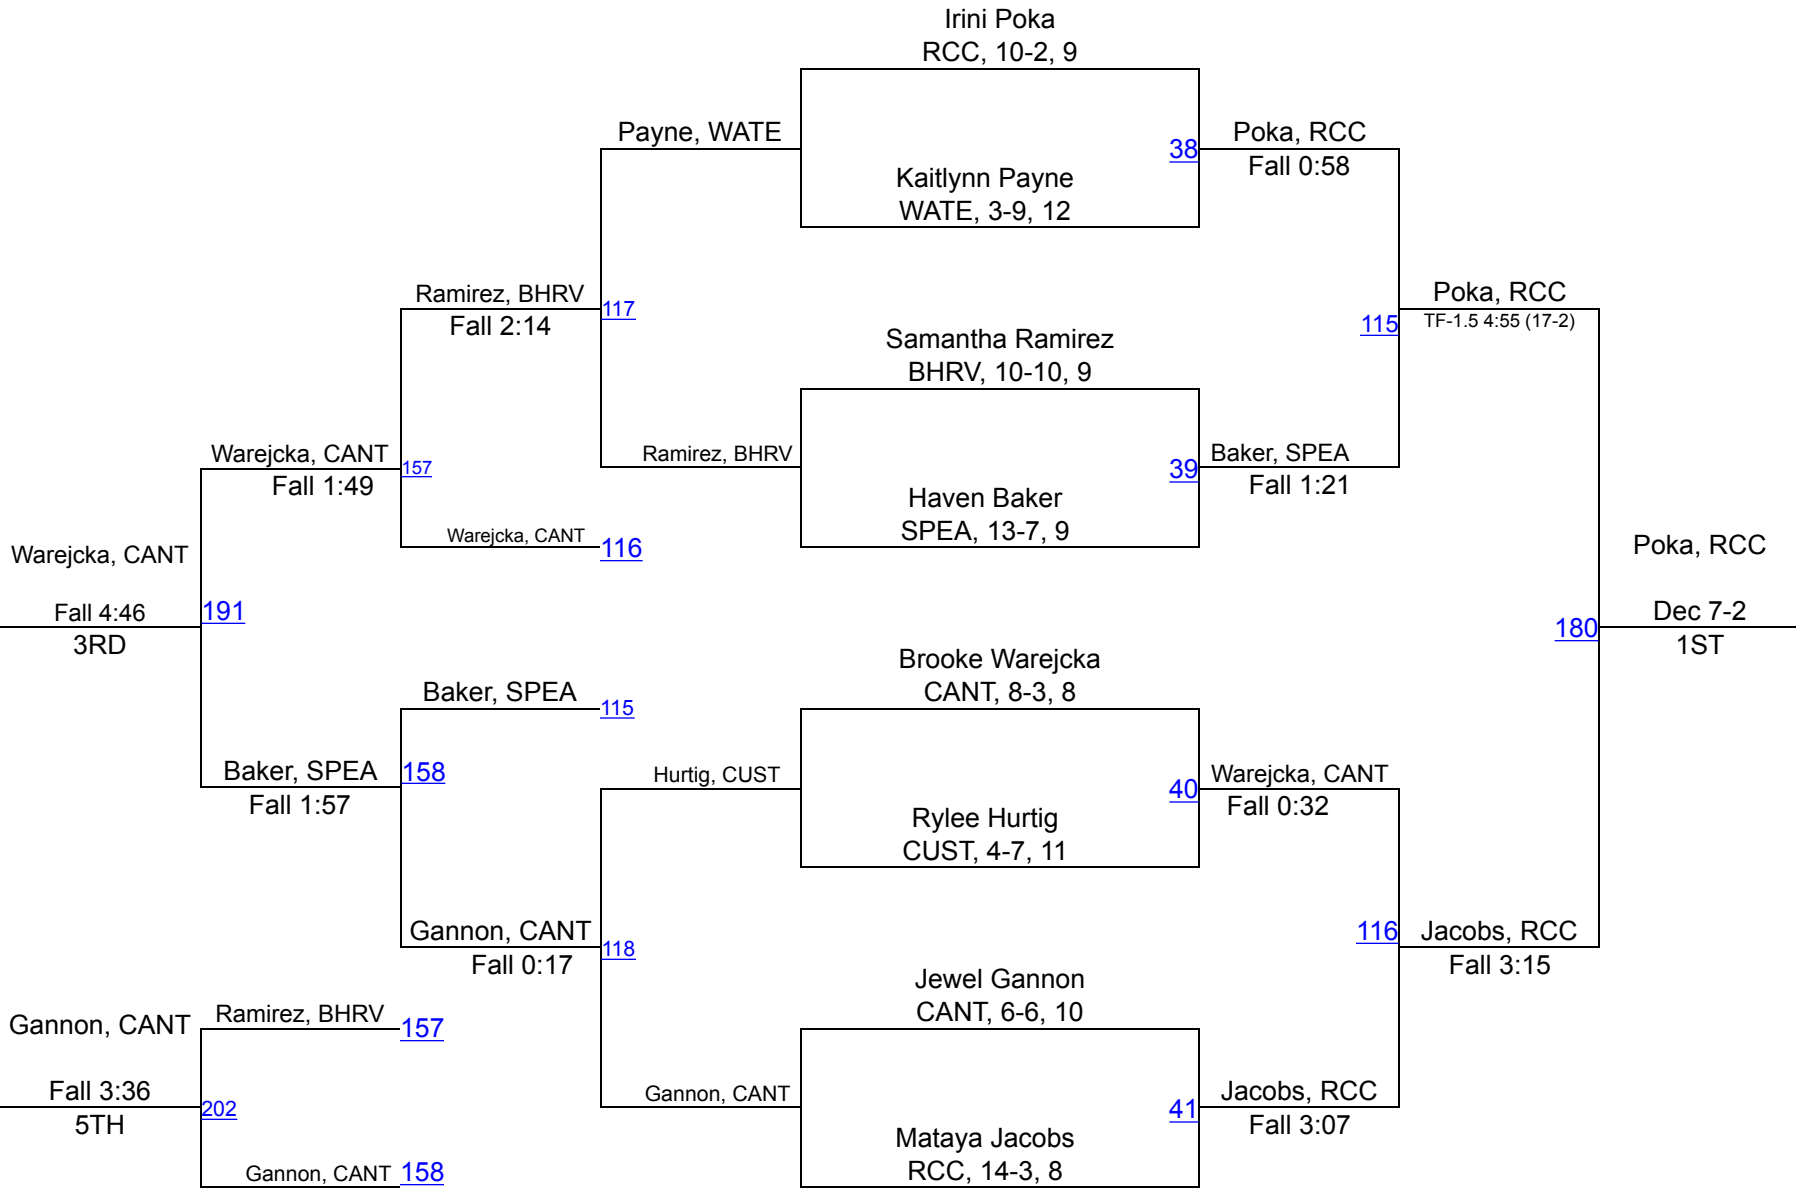 Irini Poka
RCC, 10-2, 9
Payne, WATE
38
Poka, RCC
Fall 0:58
Kaitlynn Payne
WATE, 3-9, 12
Ramirez, BHRV
Fall 2:14
117
Poka, RCC
TF-1.5 4:55 (17-2)
115
Samantha Ramirez
BHRV, 10-10, 9
Warejcka, CANT
Fall 1:49
157
Ramirez, BHRV
39
Baker, SPEA
Fall 1:21
Haven Baker
SPEA, 13-7, 9
Warejcka, CANT
116
Warejcka, CANT
Fall 4:46
3RD
191
Poka, RCC
Dec 7-2
1ST
180
Brooke Warejcka
CANT, 8-3, 8
Baker, SPEA
115
Baker, SPEA
Fall 1:57
158
Hurtig, CUST
40
Warejcka, CANT
Fall 0:32
Rylee Hurtig
CUST, 4-7, 11
Gannon, CANT
Fall 0:17
118
116
Jacobs, RCC
Fall 3:15
Jewel Gannon
CANT, 6-6, 10
Gannon, CANT
Fall 3:36
5TH
Ramirez, BHRV
157
202
Gannon, CANT
158
Gannon, CANT
41
Jacobs, RCC
Fall 3:07
Mataya Jacobs
RCC, 14-3, 8